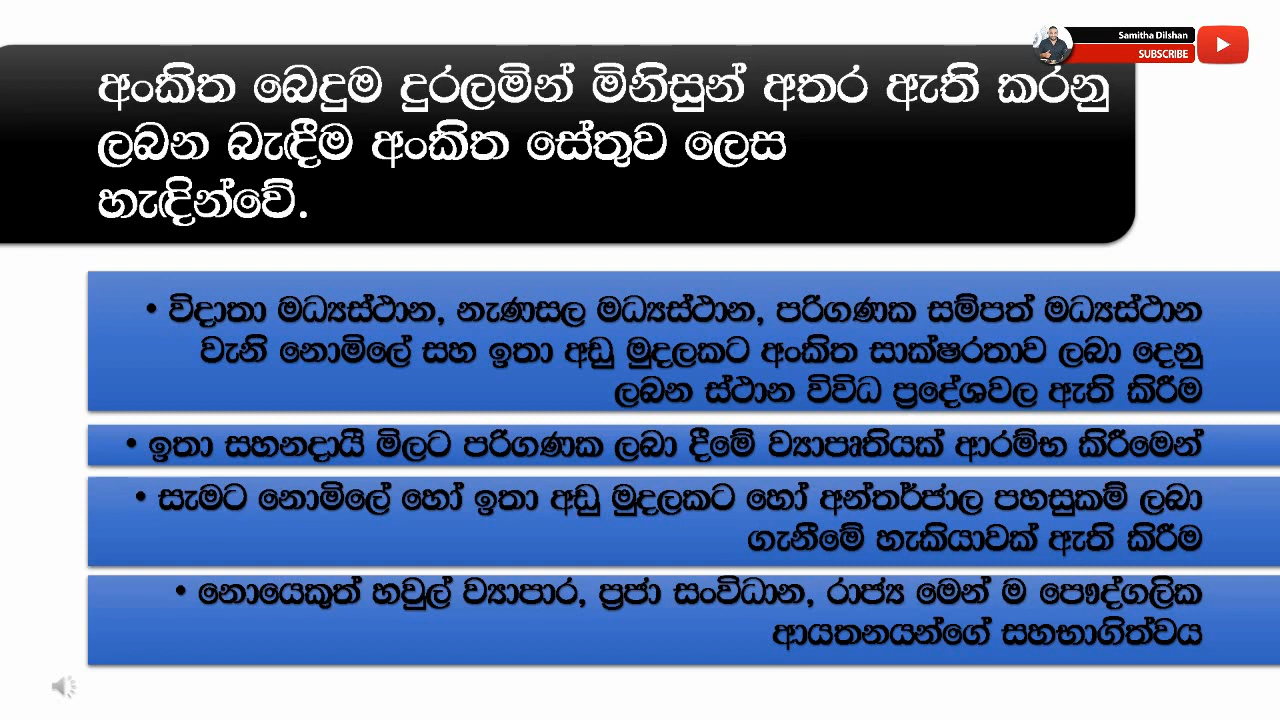 Samitha Dilshan
SUBSCRIBE
අංකිත බෙදුම දුරලමින් මිනිසුන් අතර ඇති කරනු
ලබන බැඳීම අංකිත සේතුව ලෙස
හැඳින්වේ.
• විදාතා මධ්‍යස්ථාන, නැණසල මධ්‍යස්ථාන, පරිගණක සම්පත් මධ්‍යස්ථාන
වැනි නොමිලේ සහ ඉතා අඩු මුදලකට අංකිත සාක්ෂරතාව ලබා දෙනු
ලබන ස්ථාන විවිධ ප්‍රදේශවල ඇති කිරීම
• ඉතා සහනදායී මිලට පරිගණක ලබා දීමේ ව්‍යාපෘතියක් ආරම්භ කිරීමෙන්
• සැමට නොමිලේ හෝ ඉතා අඩු මුදලකට හෝ අන්තර්ජාල පහසුකම් ලබා
ගැනීමේ හැකියාවක් ඇති කිරීම
• නොයෙකුත් හවුල් ව්‍යාපාර, ප්‍රජා සංවිධාන, රාජ්‍ය මෙන් ම පෞද්ගලික
ආයතනයන්ගේ සහභාගිත්වය